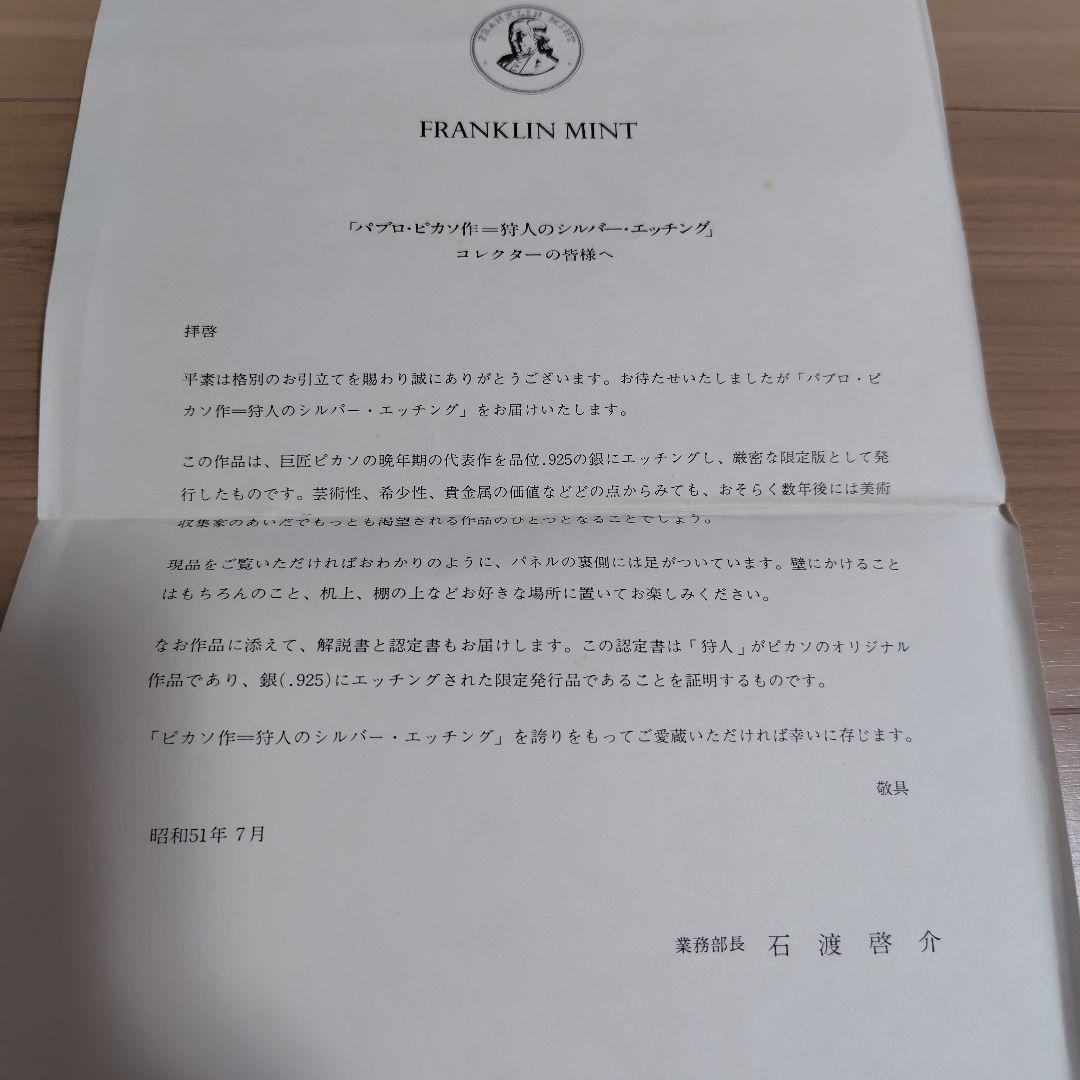 FRANKLIN MINT
FRANKLIN MINT
「パブロ・ピカソ作＝狩人のシルバー・エッチング」
コレクターの皆様へ
拝啓
平素は格別のお引立てを賜わり誠にありがとうございます。お待たせいたしましたが「パブロ・ピ
カソ作＝狩人のシルバー・エッチング」をお届けいたします。
この作品は、巨匠ピカソの晩年期の代表作を品位.925の銀にエッチングし、厳密な限定版として発
行したものです。芸術性、希少性、貴金属の価値などどの点からみても、おそらく数年後には美術
収集家のあいだでもっとも渇望される作品のひとつとなることでしょう。
現品をご覧いただければおわかりのように、パネルの裏側には足がついています。壁にかけること
はもちろんのこと、机上、棚の上などお好きな場所に置いてお楽しみください。
なお作品に添えて、解説書と認定書もお届けします。この認定書は「狩人」がピカソのオリジナル
作品であり、銀(.925)にエッチングされた限定発行品であることを証明するものです。
「ピカソ作＝狩人のシルバー・エッチング」を誇りをもってご愛蔵いただければ幸いに存じます。
敬具
昭和51年 7月
業務部長 石渡啓介